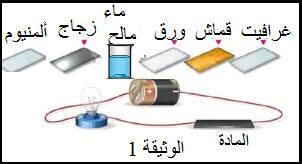 غرافيت قماش ورق ماء مالح زجاج ألمنيوم
المادة
الوثيقة 1